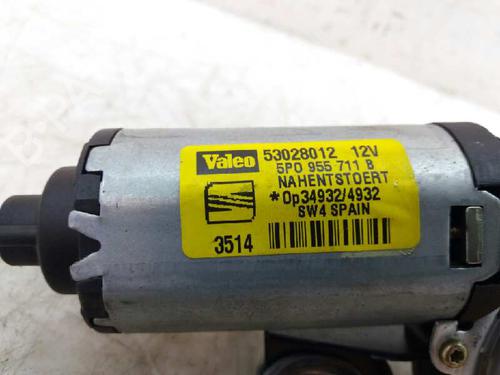 Valeo 53028012 12V
5P0 955 711 B
NAHENTSTOERT
*Op34932/4932
SW4 SPAIN
3514